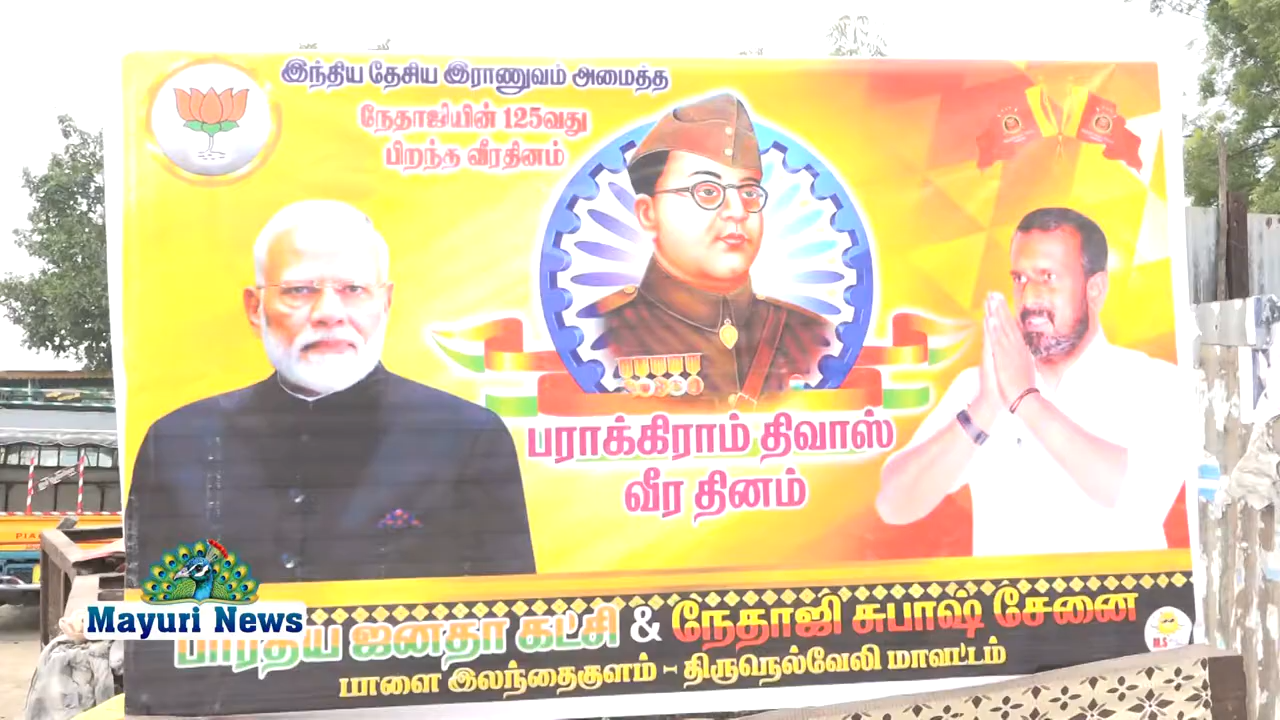 இந்திய தேசிய இராணுவம் அமைத்த
நேதாஜியின் 125வது
பிறந்த வீரதினம்
பராக்கிராம் திவாஸ்
வீர தினம்
பாரதிய ஜனதா கட்சி & நேதாஜி சுபாஷ் சேனை
பாளை இலந்தைகுளம் - திருநெல்வேலி மாவட்டம்
Mayuri News
M.S